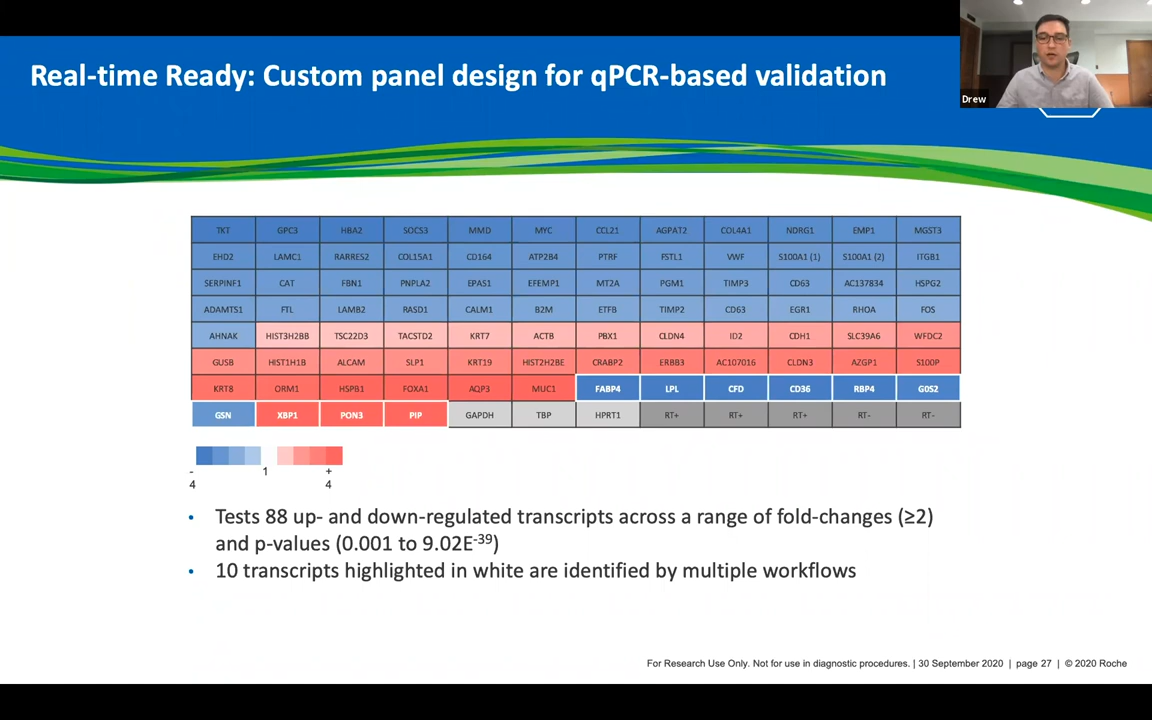 Real-time Ready: Custom panel design for qPCR-based validation
Drew
TKT GPC3 HBA2 SOCS3 MMD MYC CCL21 AGPAT2 COL4A1 NDRG1 EMP1 MGST3
EHD2 LAMC1 RARRES2 COL15A1 CD164 ATP2B4 PTRF FSTL1 VWF S100A1 (1) S100A1 (2) ITGB1
SERPINF1 CAT FBN1 PNPLA2 EPAS1 EFEMP1 MT2A PGM1 TIMP3 CD63 AC137834 HSPG2
ADAMTS1 FTL LAMB2 RASD1 CALM1 B2M ETFB TIMP2 CD63 EGR1 RHOA FOS
AHNAK HIST3H2BB TSC22D3 TACSTD2 KRT7 ACTB PBX1 CLDN4 ID2 CDH1 SLC39A6 WFDC2
GUSB HIST1H1B ALCAM SLP1 KRT19 HIST2H2BE CRABP2 ERBB3 AC107016 CLDN3 AZGP1 S100P
KRT8 ORM1 HSPB1 FOXA1 AQP3 MUC1 FABP4 LPL CFD CD36 RBP4 G0S2
GSN XBP1 PON3 PIP GAPDH TBP HPRT1 RT+ RT+ RT+ RT- RT-
- 1 +
4 4
• Tests 88 up- and down-regulated transcripts across a range of fold-changes (≥2)
and p-values (0.001 to 9.02E-39)
• 10 transcripts highlighted in white are identified by multiple workflows
For Research Use Only. Not for use in diagnostic procedures. | 30 September 2020 | page 27 | © 2020 Roche